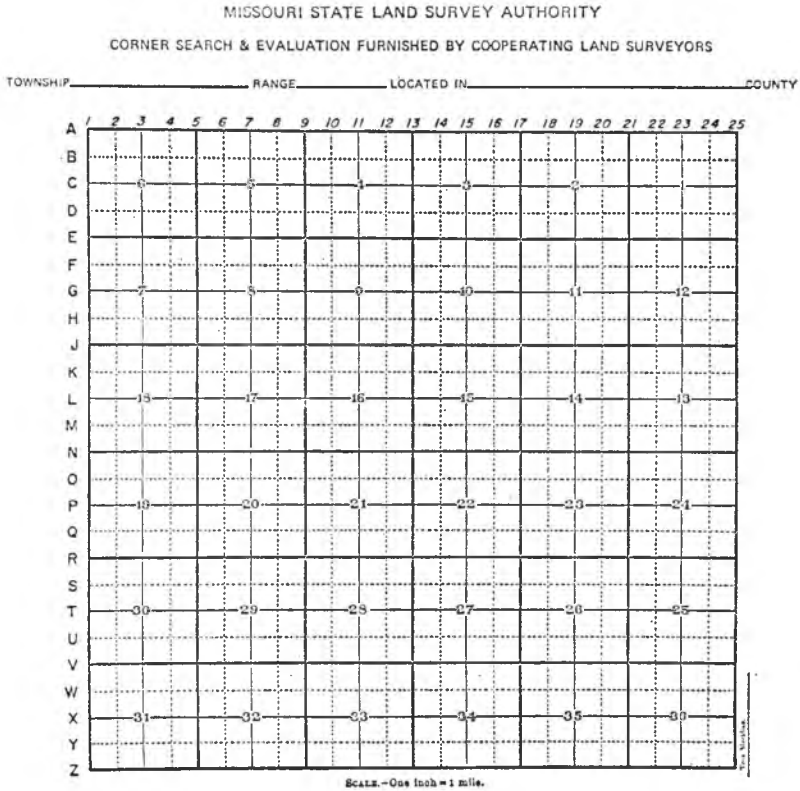 MISSOURI STATE LAND SURVEY AUTHORITY
CORNER SEARCH & EVALUATION FURNISHED BY COOPERATING LAND SURVEYORS
TOWNSHIP RANGE LOCATED IN COUNTY
1 2 3 4 5 6 7 8 9 10 11 12 13 14 15 16 17 18 19 20 21 22 23 24 25
A
B
C 6 5 4 3 2 1
D
E
F
G 7 8 9 10 11 12
H
J
K
L 18 17 16 15 14 13
M
N
O
P 19 20 21 22 23 24
Q
R
S
T 30 29 28 27 26 25
U
V
W
X 31 32 33 34 35 36
Y
Z
SCALE.-One inch = 1 mile.